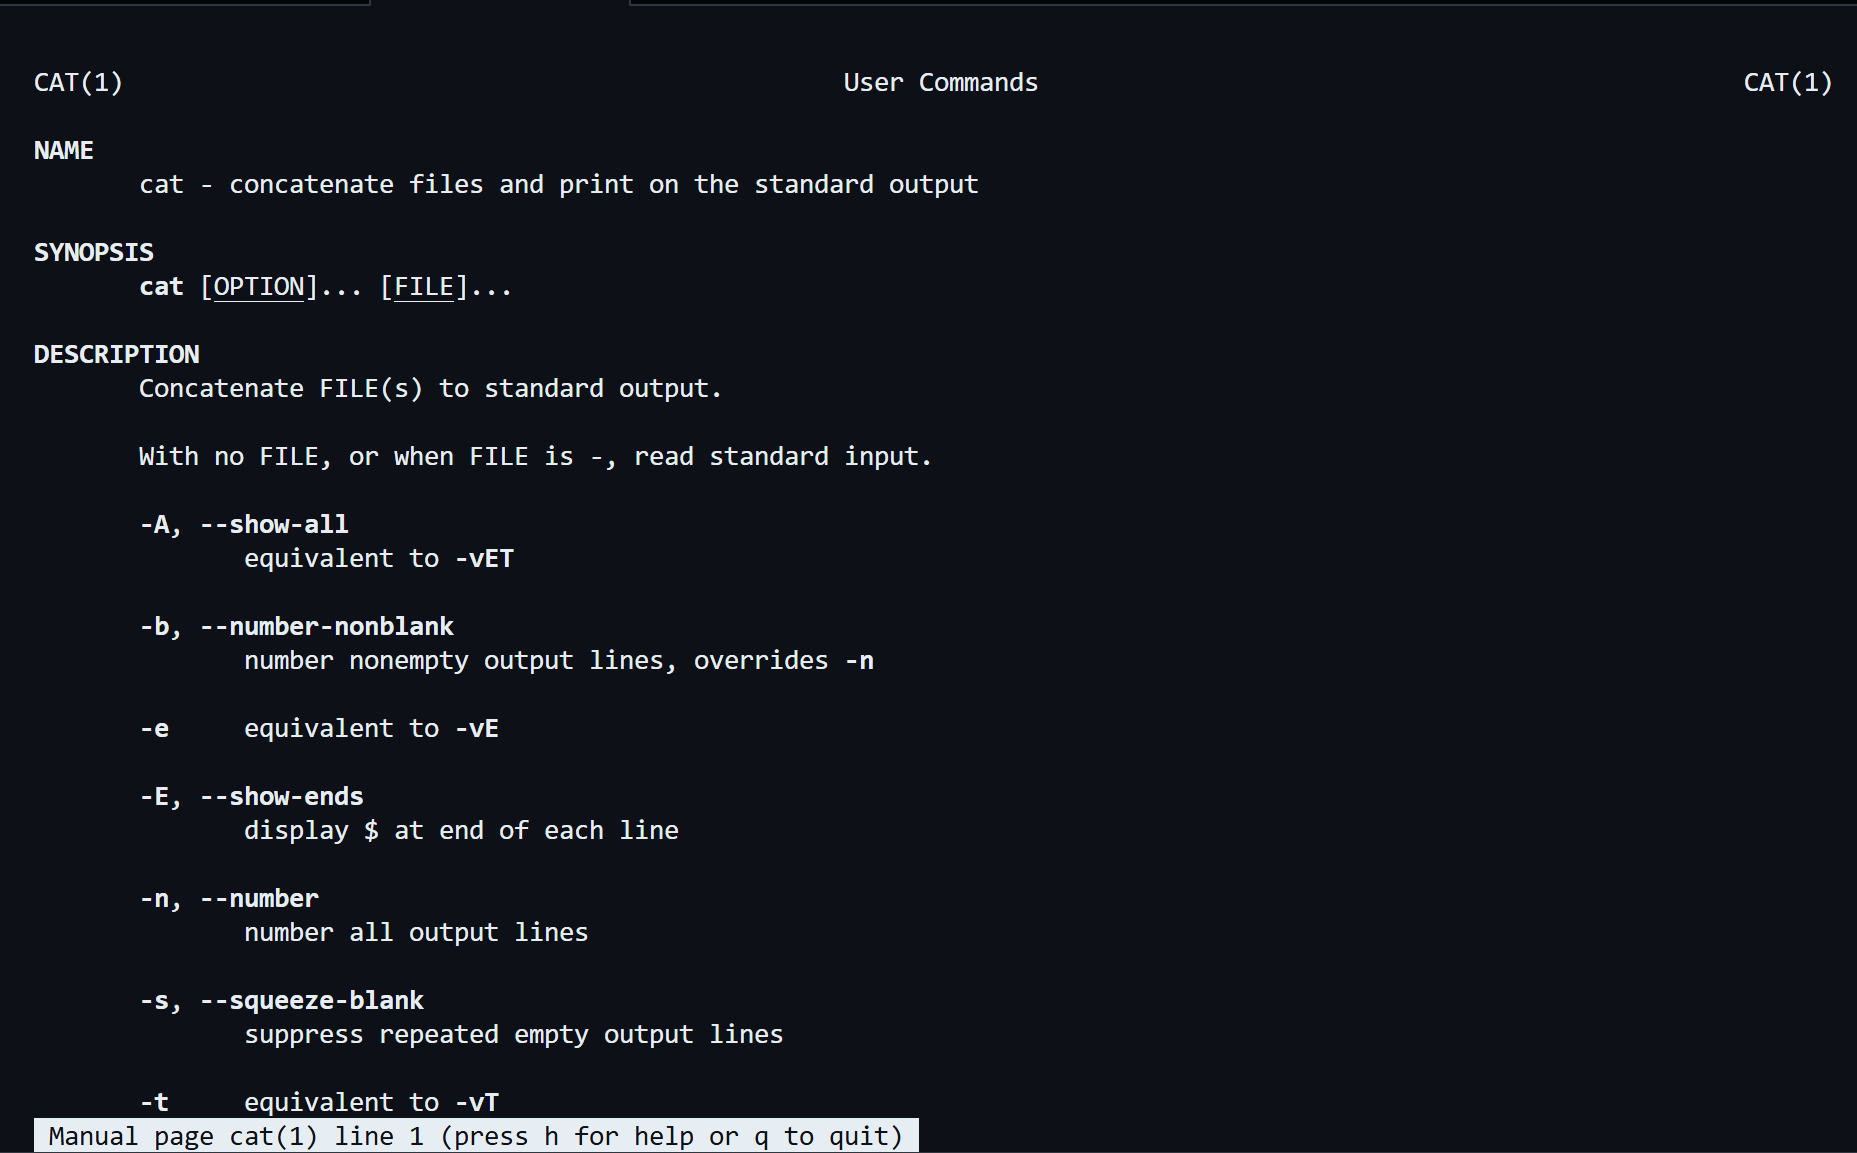 CAT(1) User Commands CAT(1)
NAME
cat - concatenate files and print on the standard output
SYNOPSIS
cat [OPTION]... [FILE]...
DESCRIPTION
Concatenate FILE(s) to standard output.
With no FILE, or when FILE is -, read standard input.
-A, --show-all
equivalent to -vET
-b, --number-nonblank
number nonempty output lines, overrides -n
-e equivalent to -vE
-E, --show-ends
display $ at end of each line
-n, --number
number all output lines
-s, --squeeze-blank
suppress repeated empty output lines
-t equivalent to -vT
Manual page cat(1) line 1 (press h for help or q to quit)